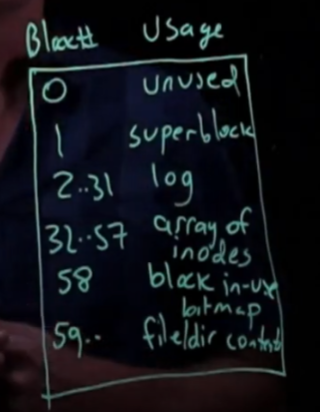 Block# Usage
0 unused
1 superblock
2..31 log
32..57 array of
inodes
58 block in-use
bitmap
59.. file/dir content